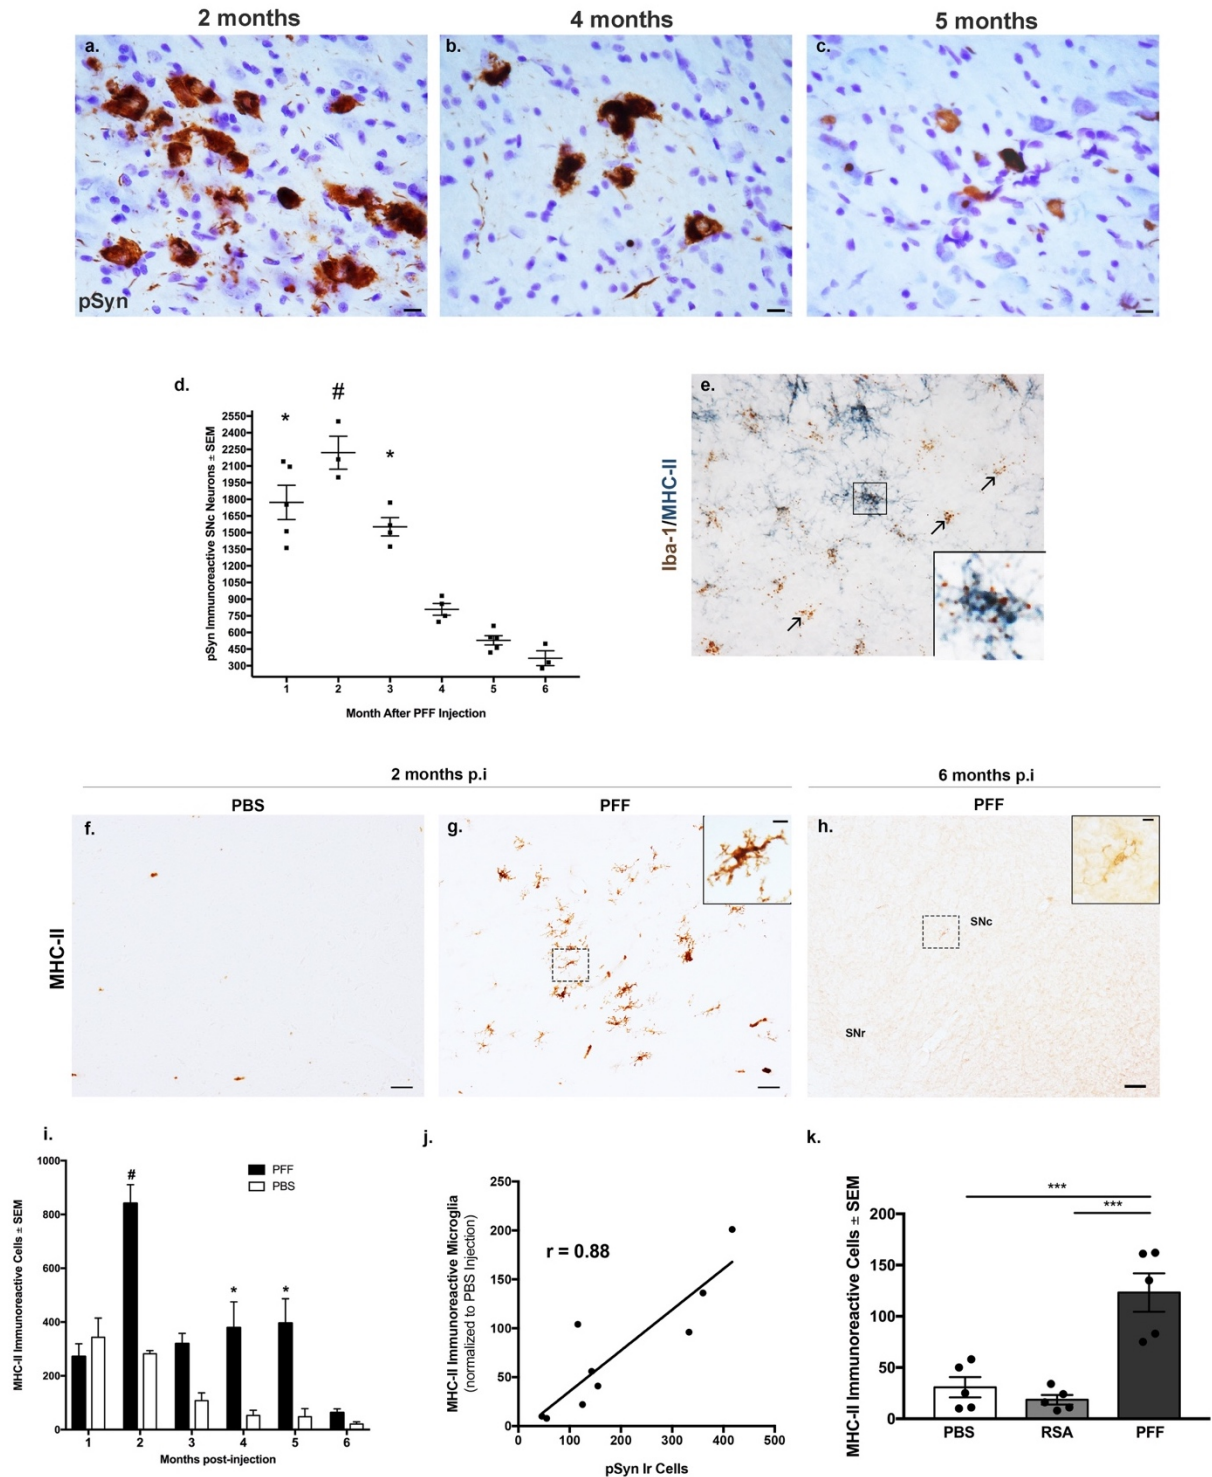 2 months
4 months
5 months
a.
b.
c.
pSyn
d.
e.
# 
*
*
pSyn Immunoreactive SNc Neurons ± SEM
2550
2400
2250
2100
1950
1800
1650
1500
1350
1200
1050
900
750
600
450
300
1 2 3 4 5 6
Month After PFF Injection
Iba-1/MHC-II
2 months p.i
6 months p.i
PBS
PFF
PFF
f.
g.
h.
MHC-II
SNc
SNr
i.
j.
k.
MHC-II Immunoreactive Cells ± SEM
1000
800
600
400
200
0
#
*
*
PFF
PBS
1 2 3 4 5 6
Months post-injection
MHC-II Immunoreactive Microglia
(normalized to PBS Injection)
250
200
150
100
50
0
r = 0.88
0 100 200 300 400 500
pSyn Ir Cells
MHC-II Immunoreactive Cells ± SEM
200
150
100
50
0
***
***
PBS RSA PFF